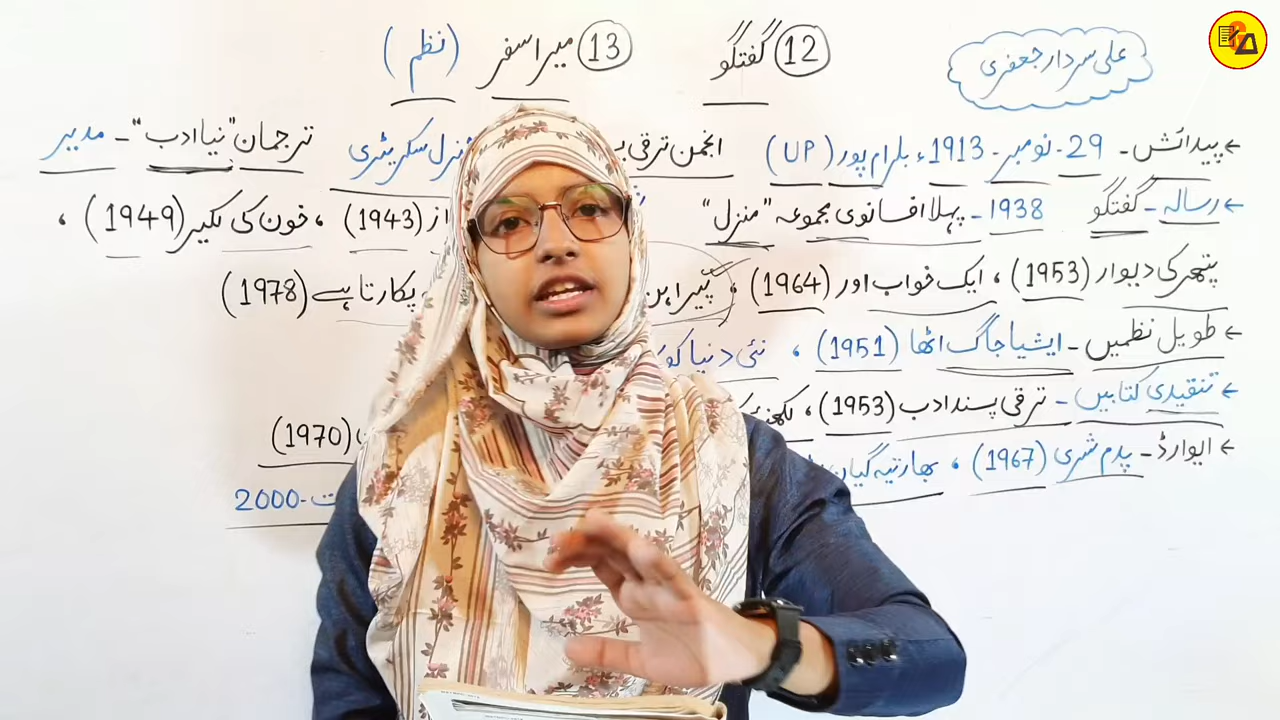 علی سردار جعفری
12 گفتگو 13 میرا سفر (نظم)
پیدائش۔ 29۔ نومبر۔ 1913ء بلرام پور (UP) انجمن ترقی سکریٹری ترجمان "نیا ادب"۔ مدیر
رسالہ۔ گفتگو 1938۔ پہلا افسانوی مجموعہ "منزل" (1943)، خون کی لکیر (1949)،
پتھر کی دیوار (1953)، ایک خواب اور (1964)، پیراہن پکارتا ہے (1978)
طویل نظمیں۔ ایشیا جاگ اٹھا (1951)، نئی دنیا کو
تنقیدی کتابیں۔ ترقی پسند ادب (1953)، (1970)
ایوارڈ۔ پدم شری (1967)، بھارتیہ گیان 2000